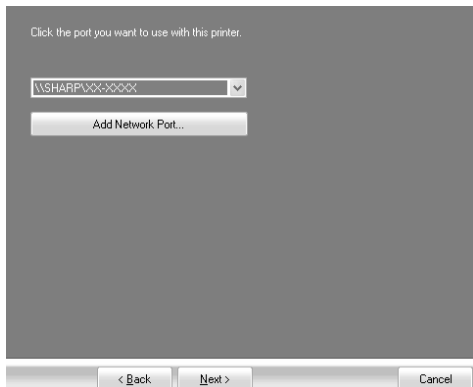 Click the port you want to use with this printer.
\\SHARP\XX-XXXX
Add Network Port...
< Back
Next >
Cancel